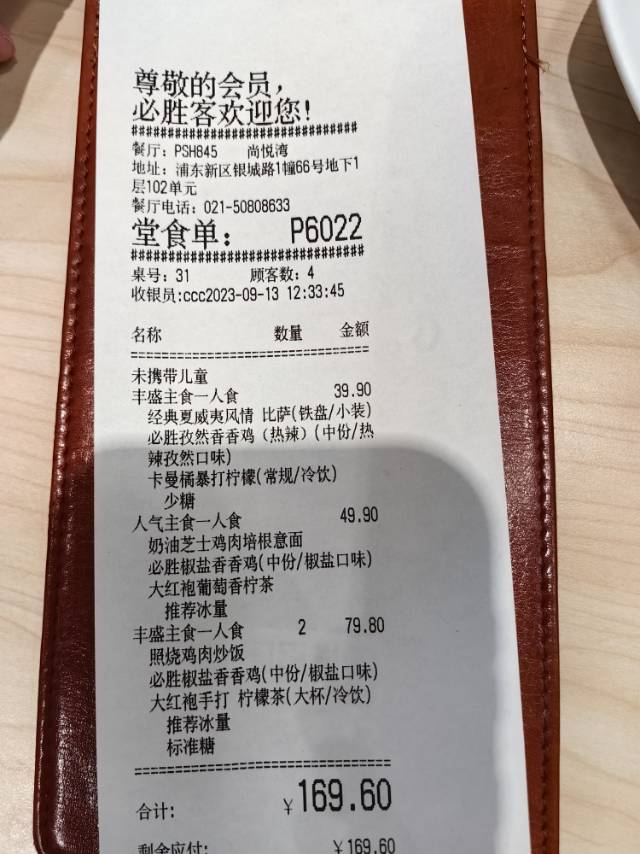 尊敬的会员，
必胜客欢迎您!
####################################
餐厅：PSH845 尚悦湾
地址：浦东新区银城路1幢66号地下1
层102单元
餐厅电话：021-50808633
堂食单： P6022
####################################
桌号：31 顾客数：4
收银员:ccc2023-09-13 12:33:45
名称 数量 金额
====================================
未携带儿童
丰盛主食一人食 39.90
经典夏威夷风情 比萨(铁盘/小装)
必胜孜然香香鸡（热辣）(中份/热
辣孜然口味)
卡曼橘暴打柠檬(常规/冷饮)
少糖
人气主食一人食 49.90
奶油芝士鸡肉培根意面
必胜椒盐香香鸡(中份/椒盐口味)
大红袍葡萄香柠茶
推荐冰量
丰盛主食一人食 2 79.80
照烧鸡肉炒饭
必胜椒盐香香鸡(中份/椒盐口味)
大红袍手打 柠檬茶(大杯/冷饮)
推荐冰量
标准糖
====================================
合计: ￥169.60
剩余应付: ￥169.60